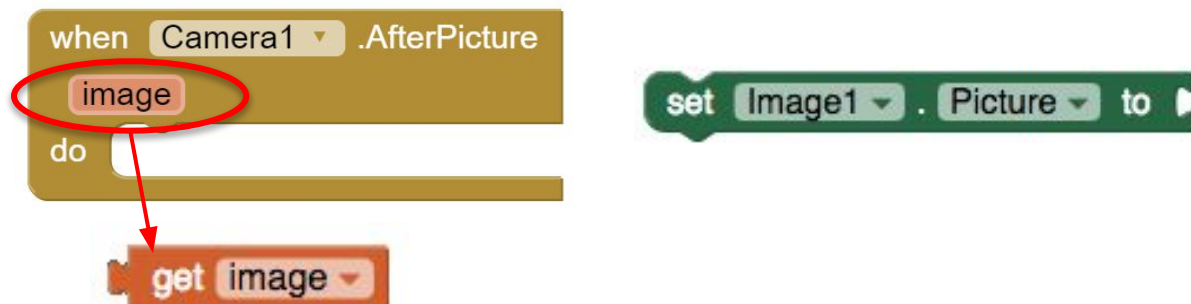 when Camera1 .AfterPicture
image
do
get image
set Image1 . Picture to